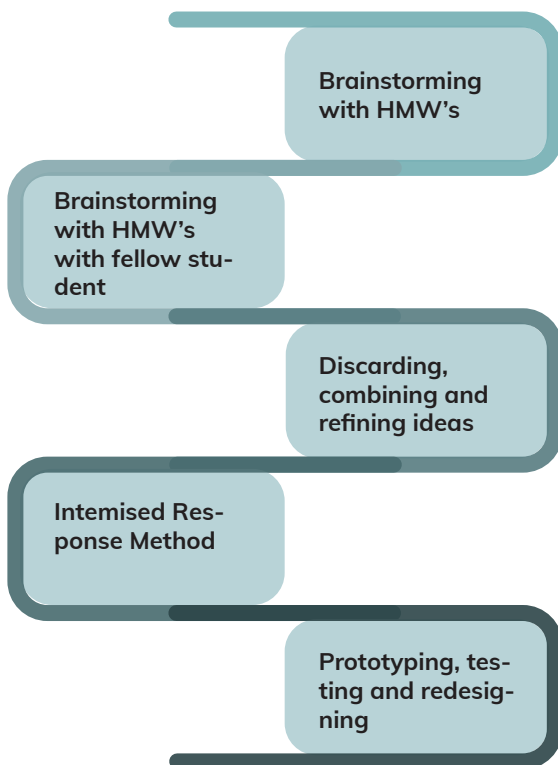 Brainstorming
with HMW's
Brainstorming
with HMW's
with fellow stu-
dent
Discarding,
combining and
refining ideas
Intemised Res-
ponse Method
Prototyping, tes-
ting and redesig-
ning